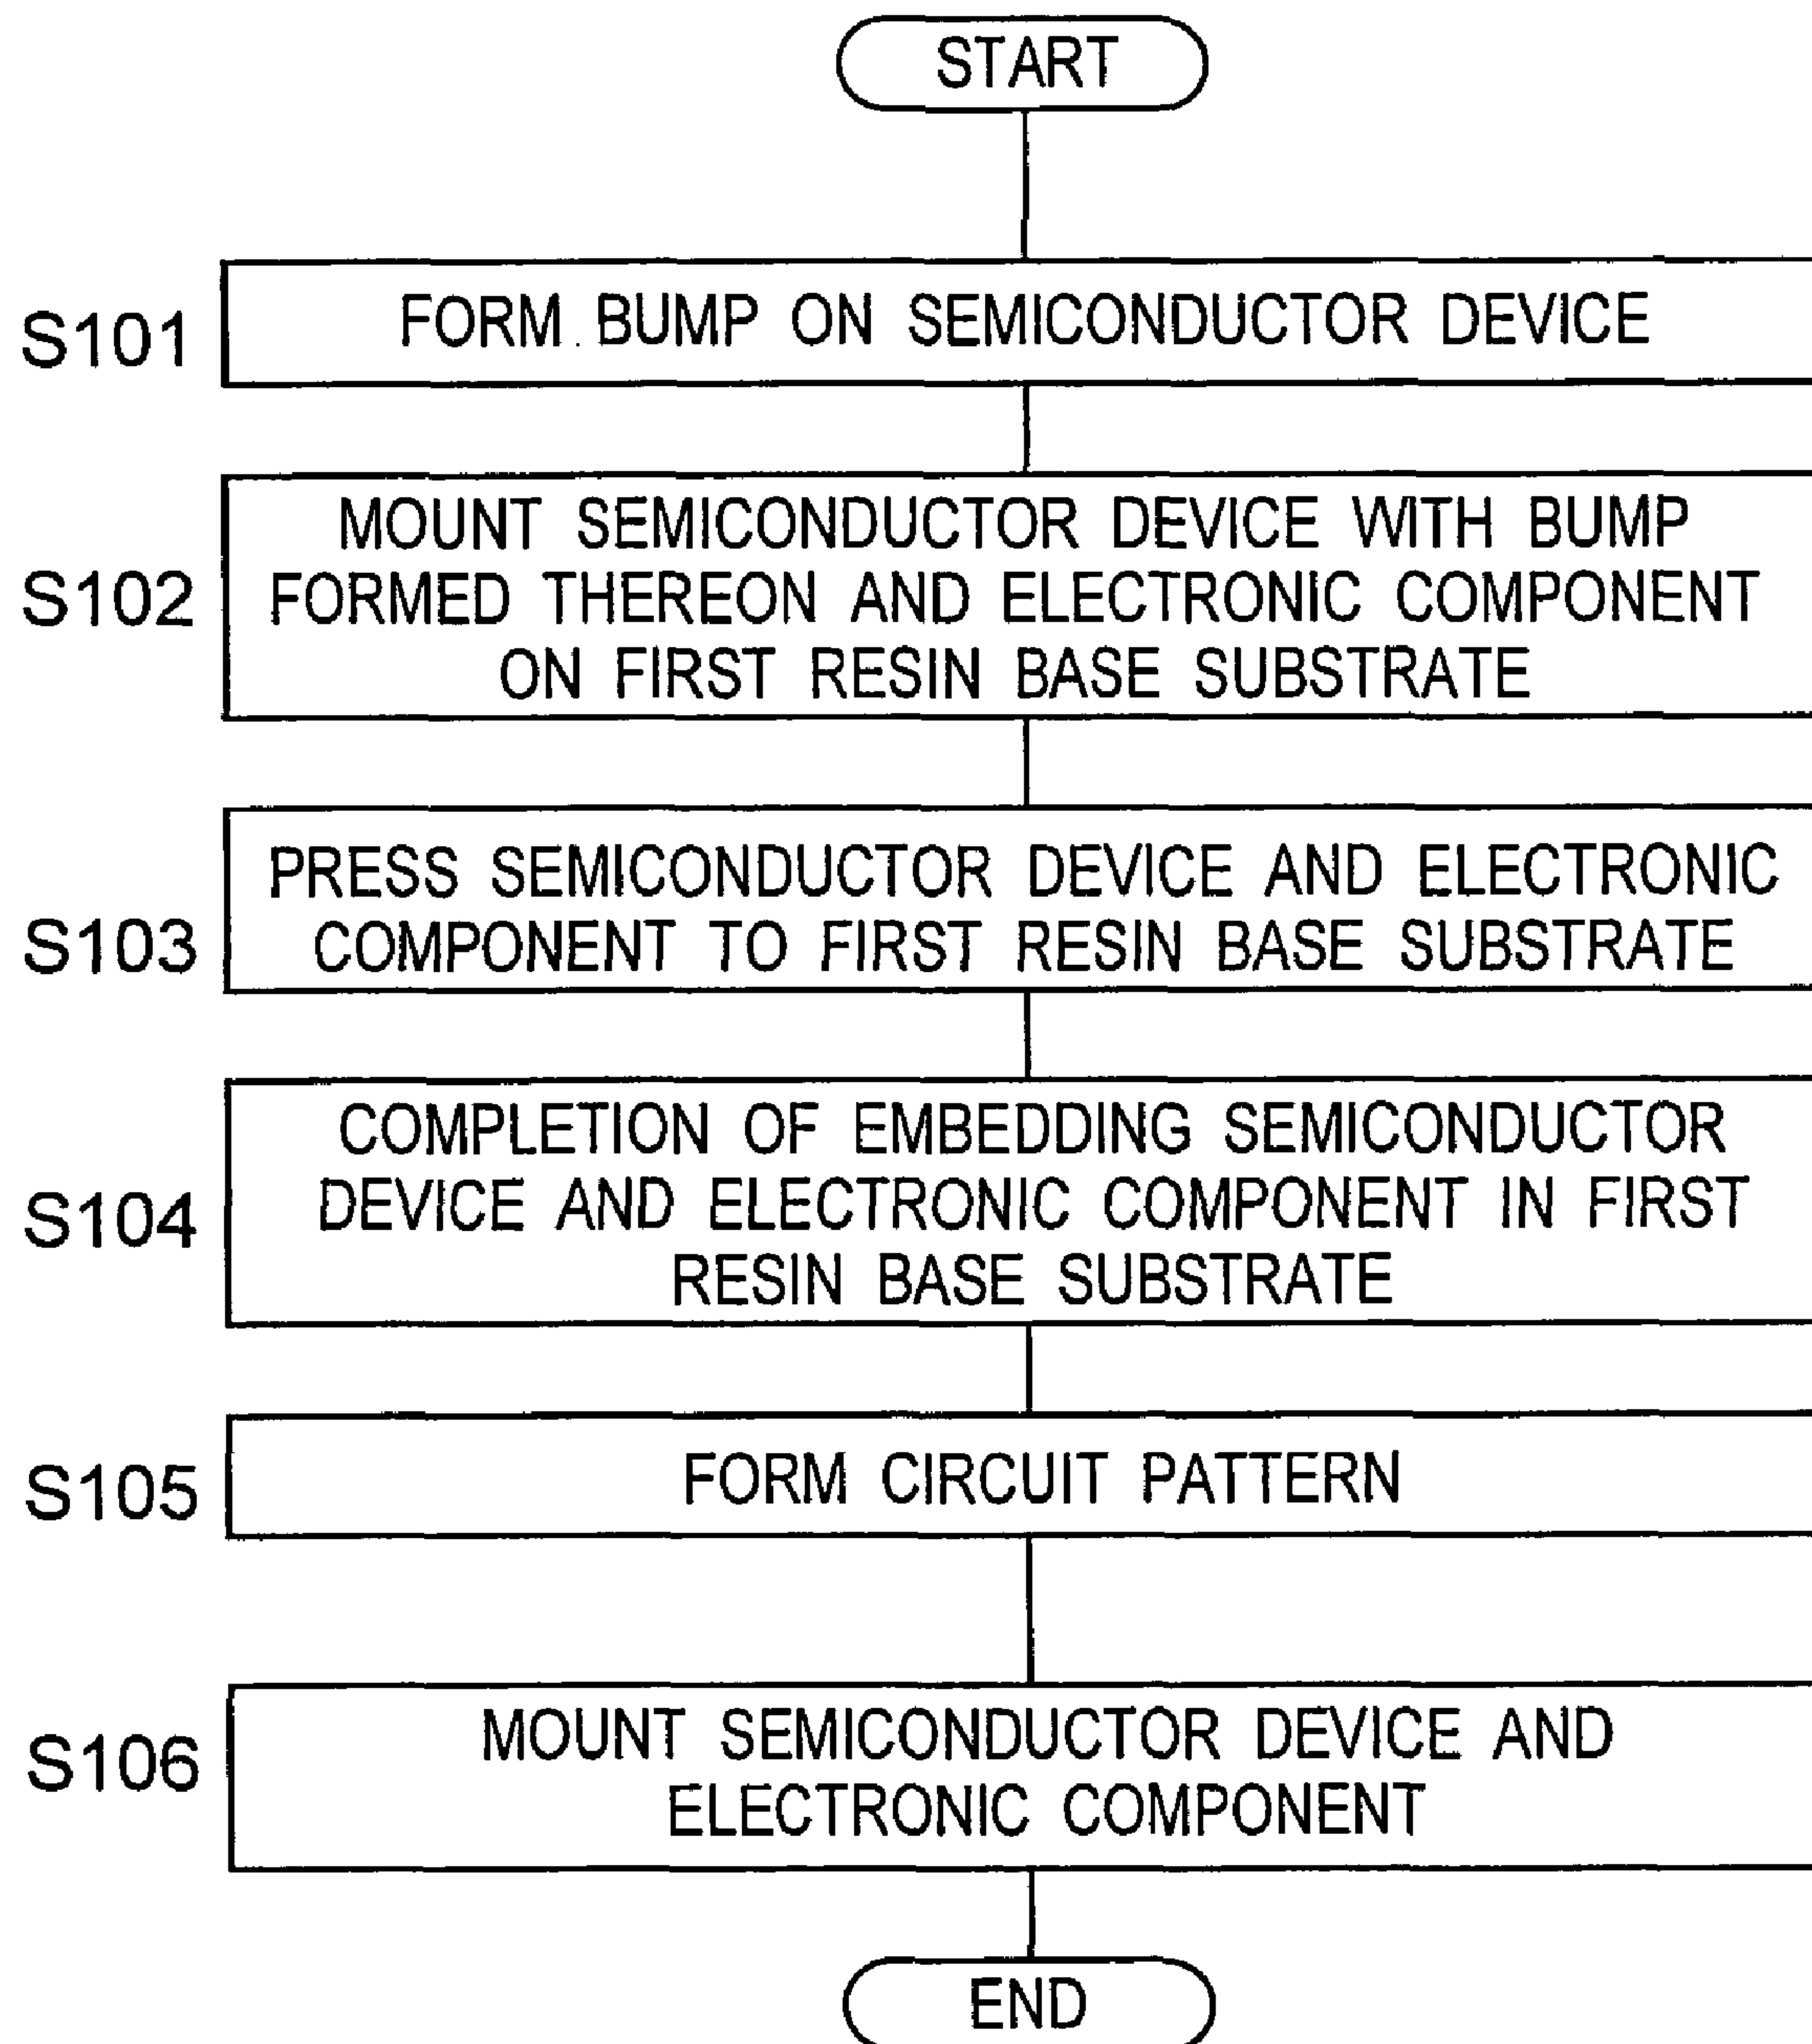 START
S101
FORM BUMP ON SEMICONDUCTOR DEVICE
S102
MOUNT SEMICONDUCTOR DEVICE WITH BUMP
FORMED THEREON AND ELECTRONIC COMPONENT
ON FIRST RESIN BASE SUBSTRATE
S103
PRESS SEMICONDUCTOR DEVICE AND ELECTRONIC
COMPONENT TO FIRST RESIN BASE SUBSTRATE
S104
COMPLETION OF EMBEDDING SEMICONDUCTOR
DEVICE AND ELECTRONIC COMPONENT IN FIRST
RESIN BASE SUBSTRATE
S105
FORM CIRCUIT PATTERN
S106
MOUNT SEMICONDUCTOR DEVICE AND
ELECTRONIC COMPONENT
END